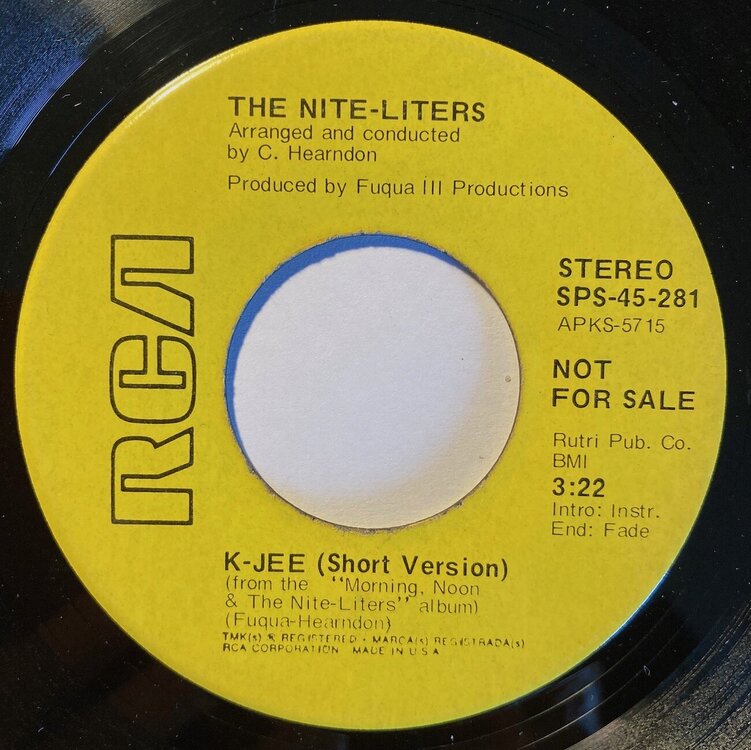 THE NITE-LITERS
Arranged and conducted
by C. Hearndon
Produced by Fuqua III Productions
RCA
STEREO
SPS-45-281
APKS-5715
NOT
FOR SALE
Rutri Pub. Co.
BMI
3:22
Intro: Instr.
End: Fade
K-JEE (Short Version)
(from the "Morning, Noon
& The Nite-Liters" album)
(Fuqua-Hearndon)
TMK(s) ® REGISTERED • MARCA(s) REGISTRADA(s)
RCA CORPORATION MADE IN U S A